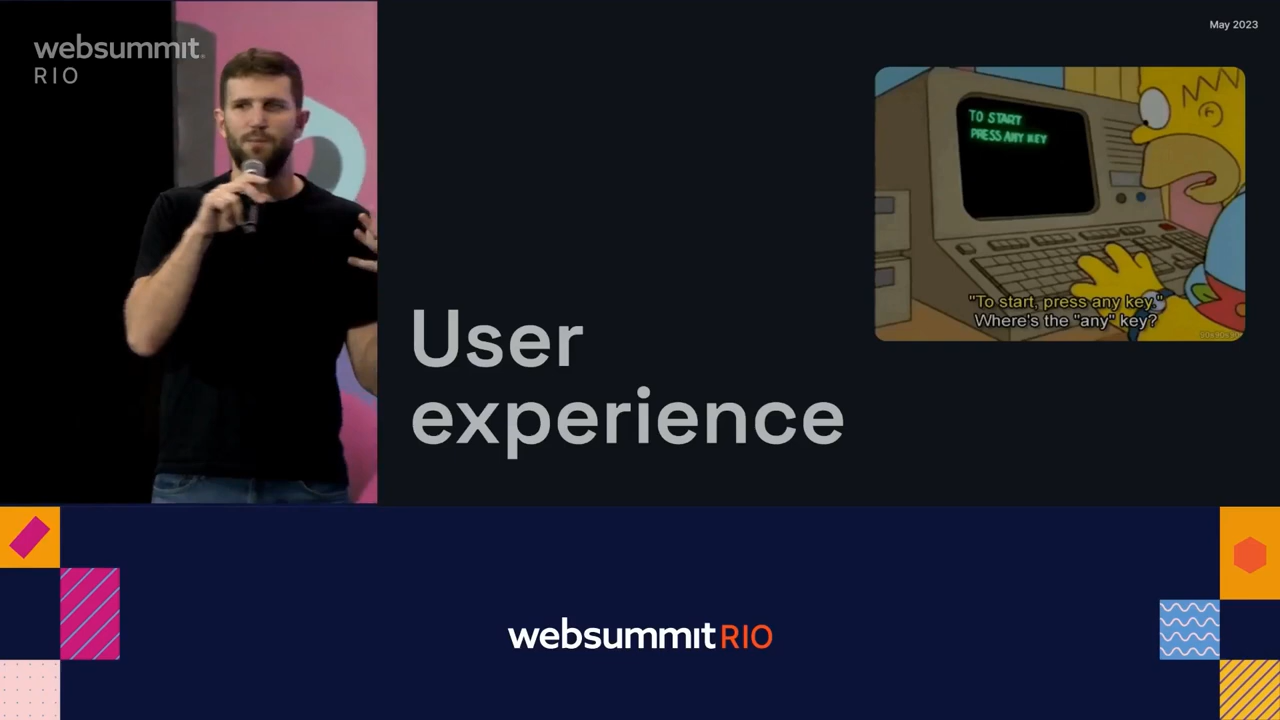 websummit
RIO
May 2023
TO START
PRESS ANY KEY
"To start, press any key."
Where's the "any" key?
User
experience
websummit RIO